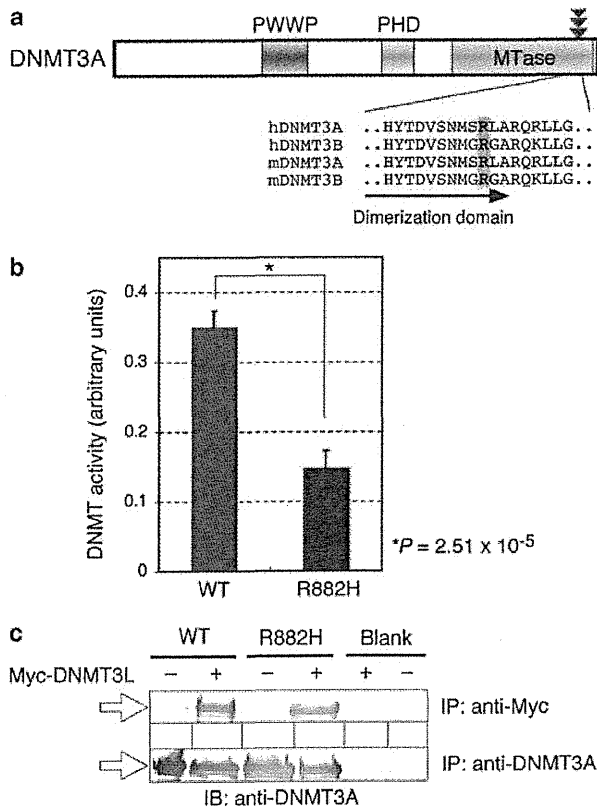 a
PWWP PHD
DNMT3A MTase
hDNMT3A ..HYTDVSNMSRLARQRLLG..
hDNMT3B ..HYTDVSNMGRGARQKLLG..
mDNMT3A ..HYTDVSNMSRLARQRLLG..
mDNMT3B ..HYTDVSNMGRGARQKLLG..
Dimerization domain
b
DNMT activity (arbitrary units)
0.4
0.3
0.2
0.1
0
*
WT R882H
*P = 2.51 x 10-5
c
WT R882H Blank
Myc-DNMT3L − + − + + −
IP: anti-Myc
IP: anti-DNMT3A
IB: anti-DNMT3A